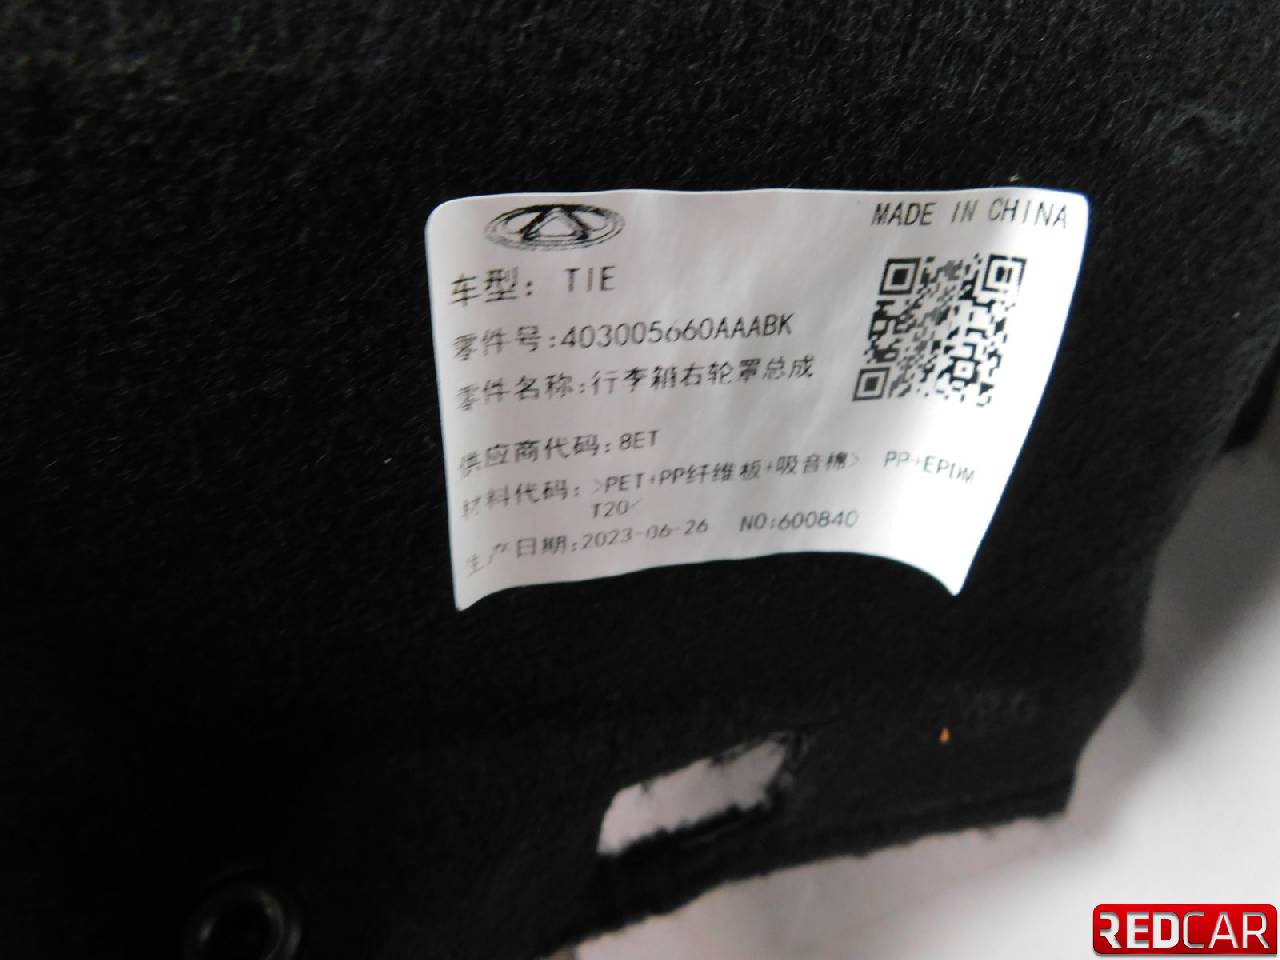 MADE IN CHINA
车型: T1E
零件号:403005660AAABK
零件名称:行李箱右轮罩总成
供应商代码:8ET
材料代码: >PET+PP纤维板+吸音棉> PP+EPDM
T20<
生产日期:2023-06-26 NO:600840
REDCAR